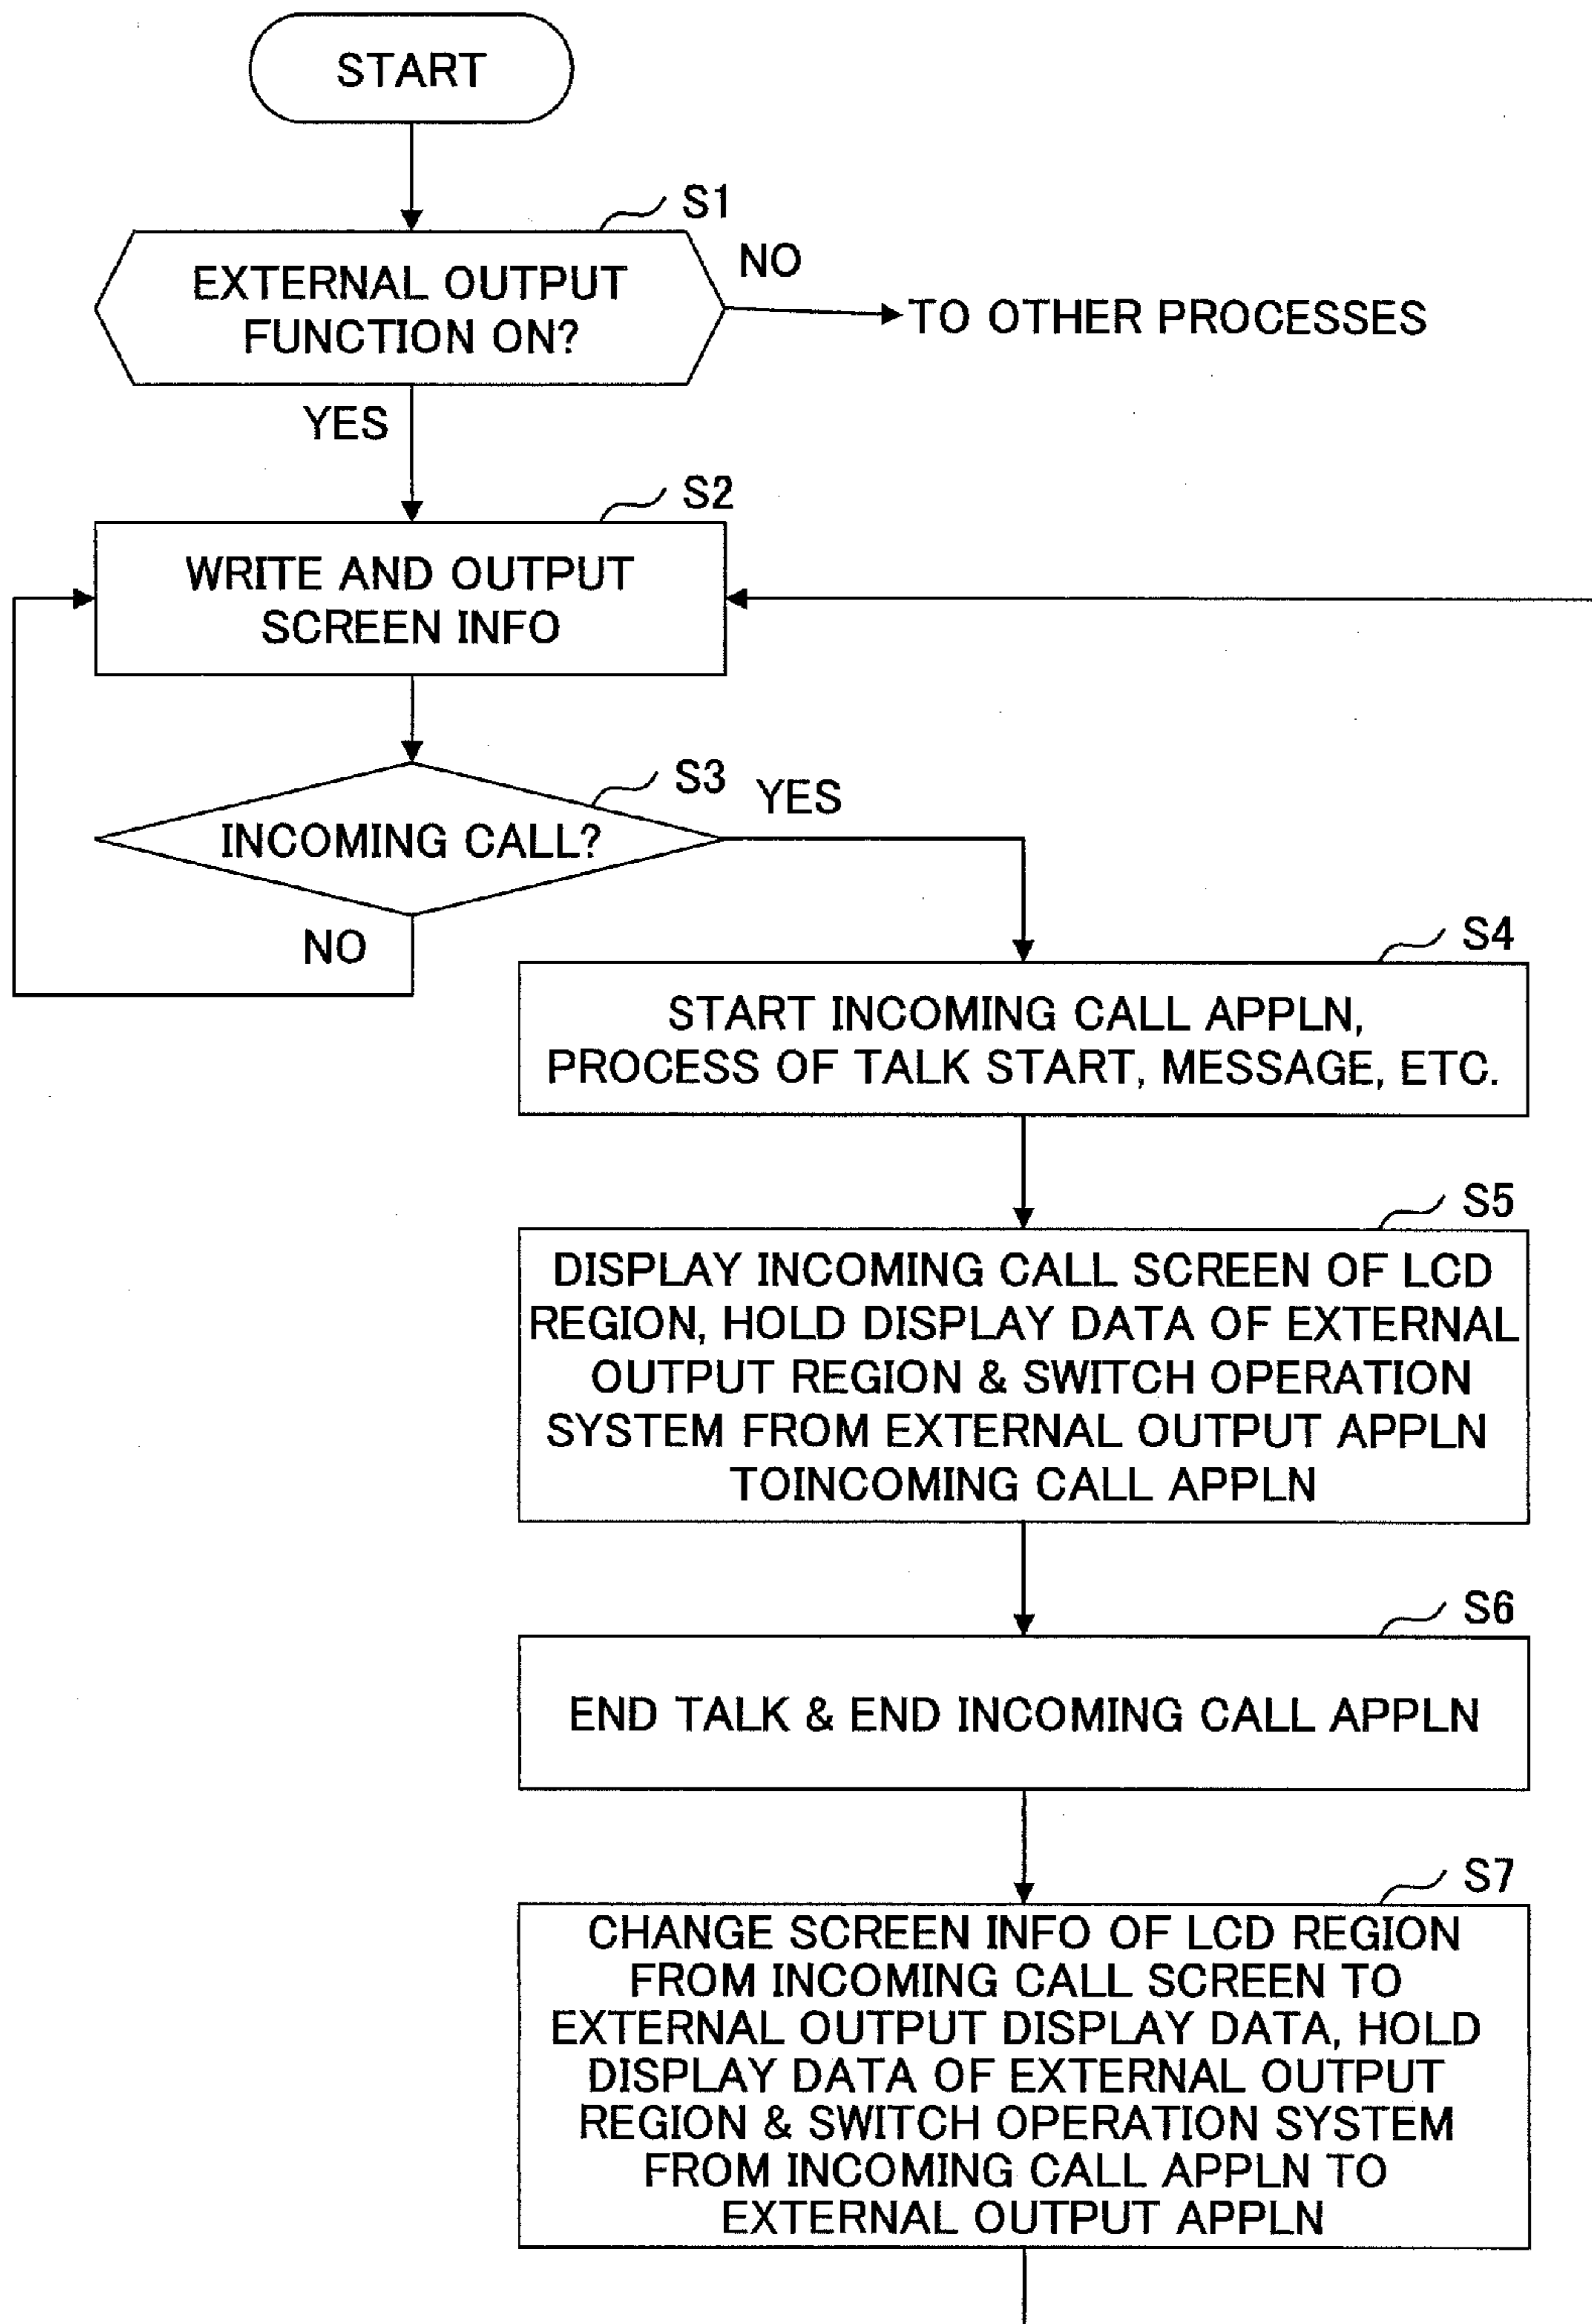 START
S1
EXTERNAL OUTPUT
FUNCTION ON?
NO
TO OTHER PROCESSES
YES
S2
WRITE AND OUTPUT
SCREEN INFO
S3
YES
INCOMING CALL?
NO
S4
START INCOMING CALL APPLN,
PROCESS OF TALK START, MESSAGE, ETC.
S5
DISPLAY INCOMING CALL SCREEN OF LCD
REGION, HOLD DISPLAY DATA OF EXTERNAL
OUTPUT REGION & SWITCH OPERATION
SYSTEM FROM EXTERNAL OUTPUT APPLN
TOINCOMING CALL APPLN
S6
END TALK & END INCOMING CALL APPLN
S7
CHANGE SCREEN INFO OF LCD REGION
FROM INCOMING CALL SCREEN TO
EXTERNAL OUTPUT DISPLAY DATA, HOLD
DISPLAY DATA OF EXTERNAL OUTPUT
REGION & SWITCH OPERATION SYSTEM
FROM INCOMING CALL APPLN TO
EXTERNAL OUTPUT APPLN